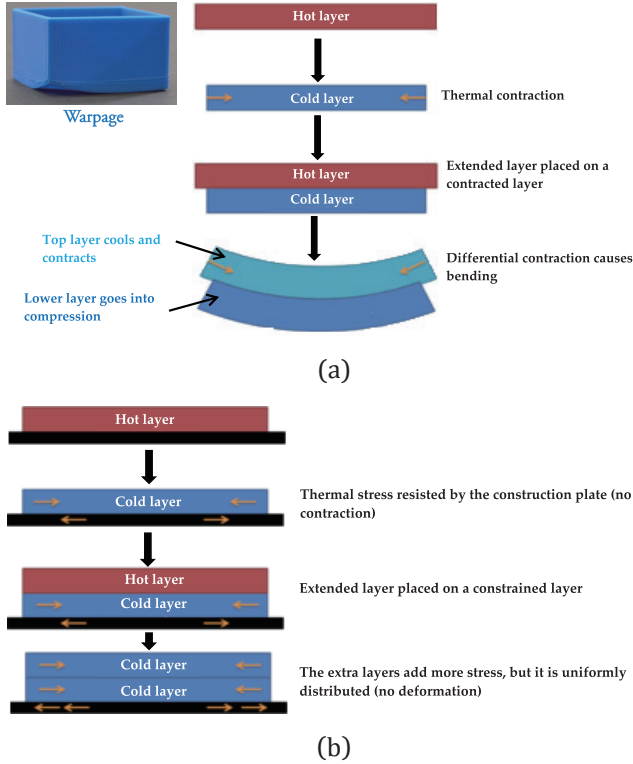 Hot layer
Warpage
Cold layer
Thermal contraction
Hot layer
Cold layer
Extended layer placed on a
contracted layer
Top layer cools and
contracts
Lower layer goes into
compression
Differential contraction causes
bending
(a)
Hot layer
Cold layer
Thermal stress resisted by the construction plate (no
contraction)
Hot layer
Cold layer
Extended layer placed on a constrained layer
Cold layer
Cold layer
The extra layers add more stress, but it is uniformly
distributed (no deformation)
(b)